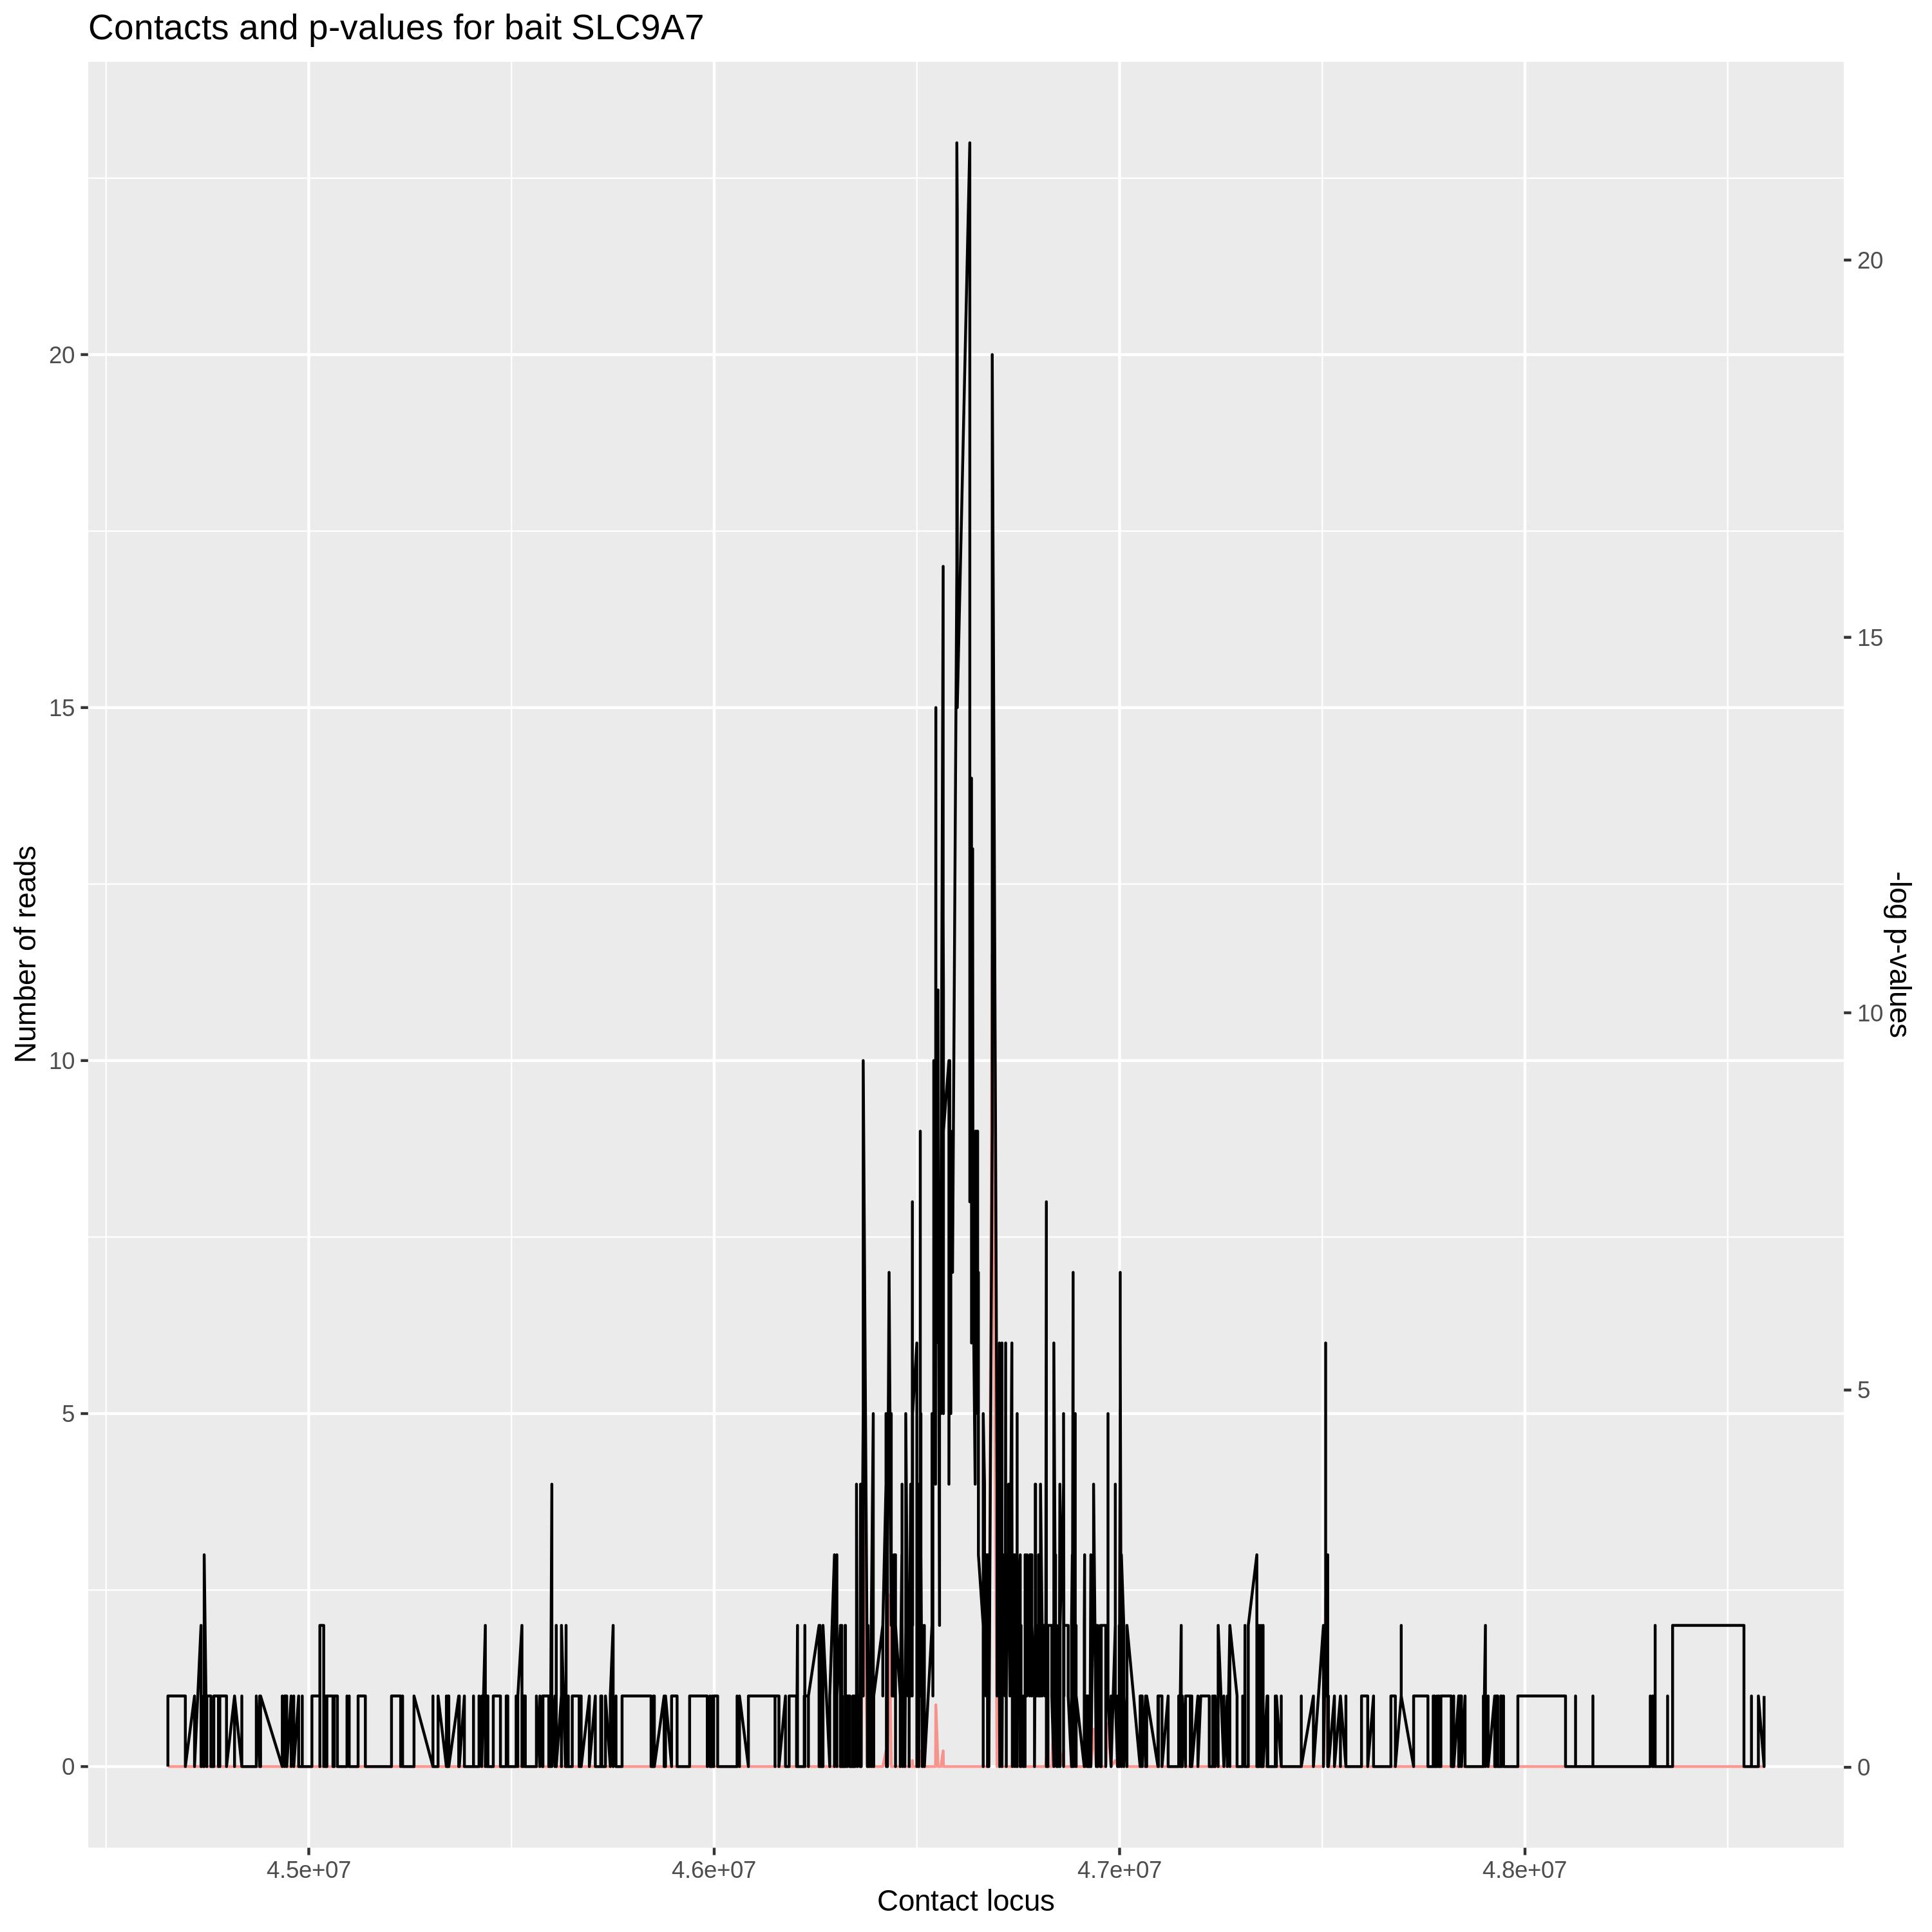 Contacts and p-values for bait SLC9A7
Number of reads
20
15
10
5
0
20
15
10
5
0
-log p-values
4.5e+07 4.6e+07 4.7e+07 4.8e+07
Contact locus